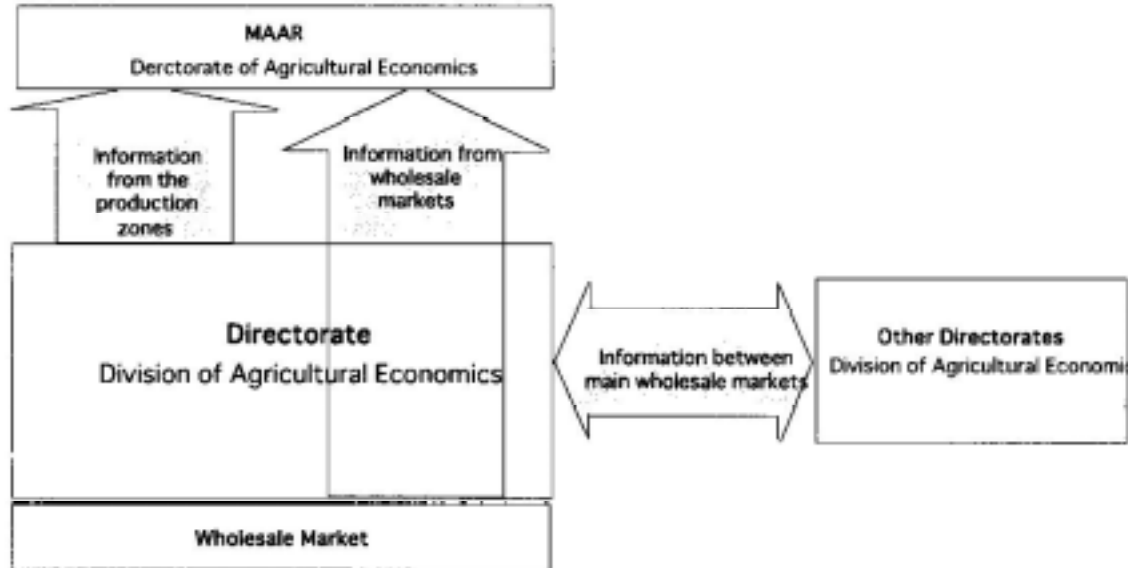 MAAR
Derctorate of Agricultural Economics
Information
from the
production
zones
Information from
wholesale
markets
Directorate
Division of Agricultural Economics
Information between
main wholesale markets
Other Directorates
Division of Agricultural Economic
Wholesale Market